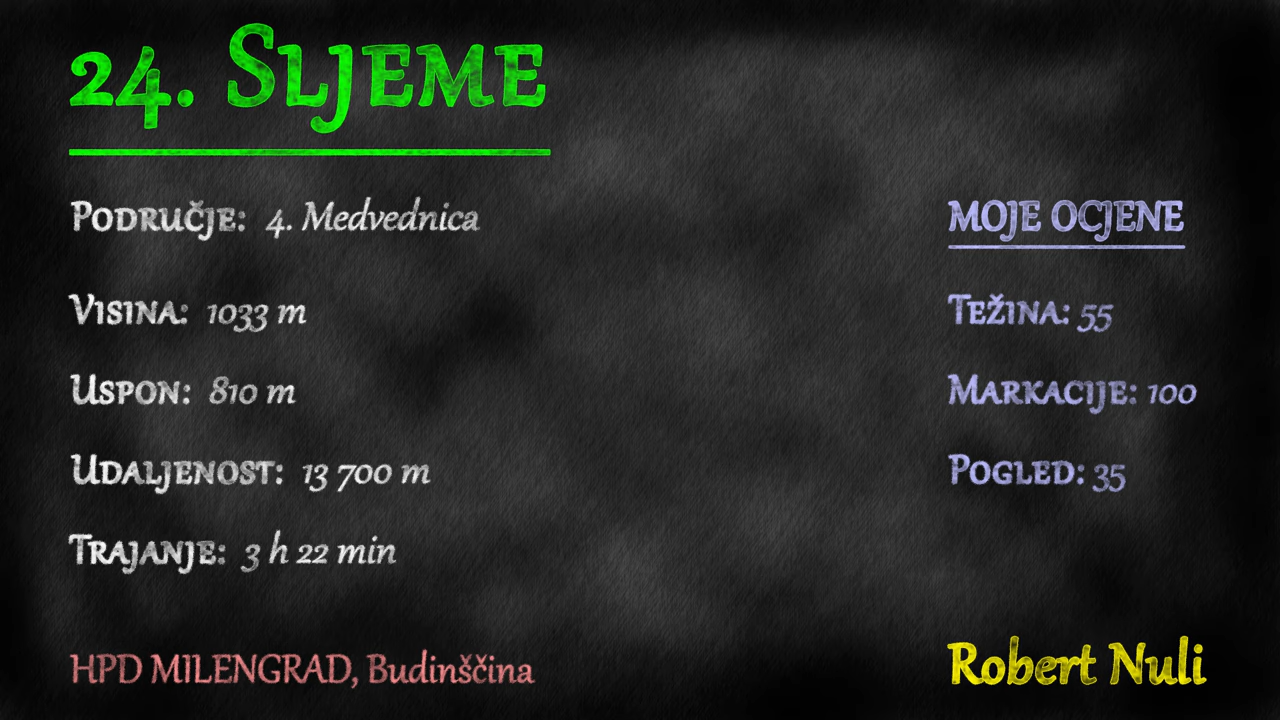 24. SLJEME
PODRUČJE: 4. Medvednica
VISINA: 1033 m
USPON: 810 m
UDALJENOST: 13 700 m
TRAJANJE: 3 h 22 min
HPD MILENGRAD, Budinščina
MOJE OCJENE
TEŽINA: 55
MARKACIJE: 100
POGLED: 35
Robert Nuli